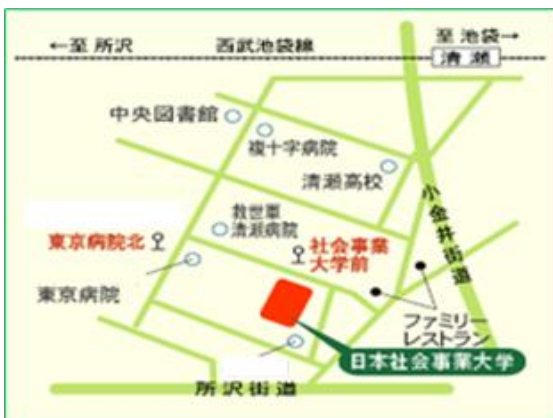 ←至 所沢
西武池袋線
至 池袋→
清瀬
中央図書館
複十字病院
清瀬高校
小金井街道
救世軍
清瀬病院
東京病院北
社会事業
大学前
東京病院
ファミリー
レストラン
日本社会事業大学
所沢街道